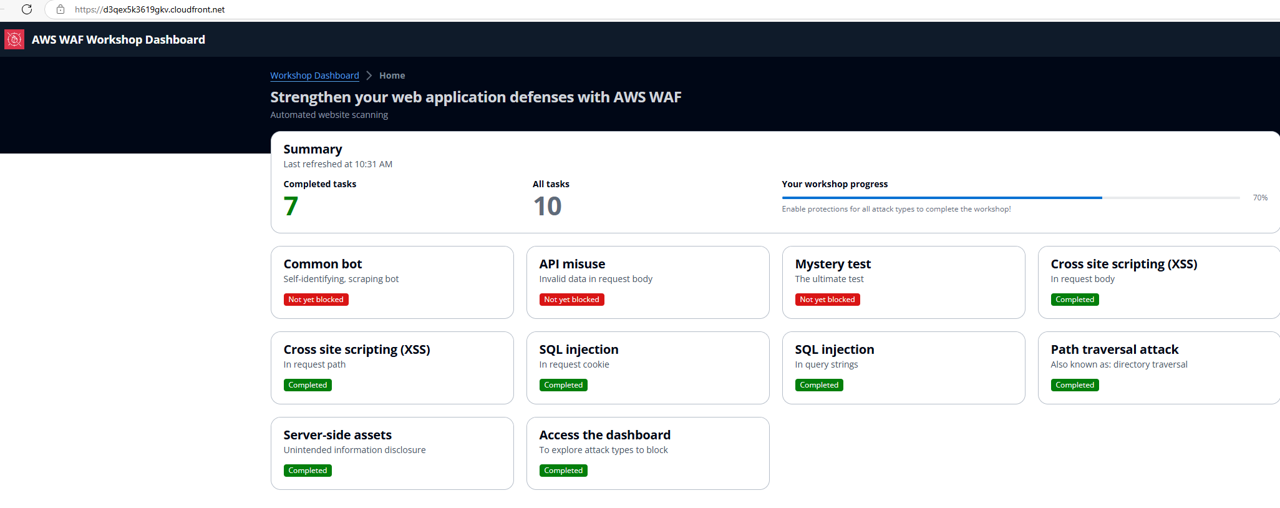 https://d3qex5k3619gkv.cloudfront.net
AWS WAF Workshop Dashboard
Workshop Dashboard > Home
Strengthen your web application defenses with AWS WAF
Automated website scanning
Summary
Last refreshed at 10:31 AM
Completed tasks
7
All tasks
10
Your workshop progress
70%
Enable protections for all attack types to complete the workshop!
Common bot
Self-identifying, scraping bot
Not yet blocked
API misuse
Invalid data in request body
Not yet blocked
Mystery test
The ultimate test
Not yet blocked
Cross site scripting (XSS)
In request body
Completed
Cross site scripting (XSS)
In request path
Completed
SQL injection
In request cookie
Completed
SQL injection
In query strings
Completed
Path traversal attack
Also known as: directory traversal
Completed
Server-side assets
Unintended information disclosure
Completed
Access the dashboard
To explore attack types to block
Completed